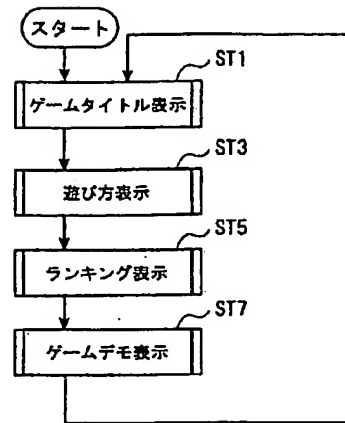 スタート
ST1
ゲームタイトル表示
ST3
遊び方表示
ST5
ランキング表示
ST7
ゲームデモ表示